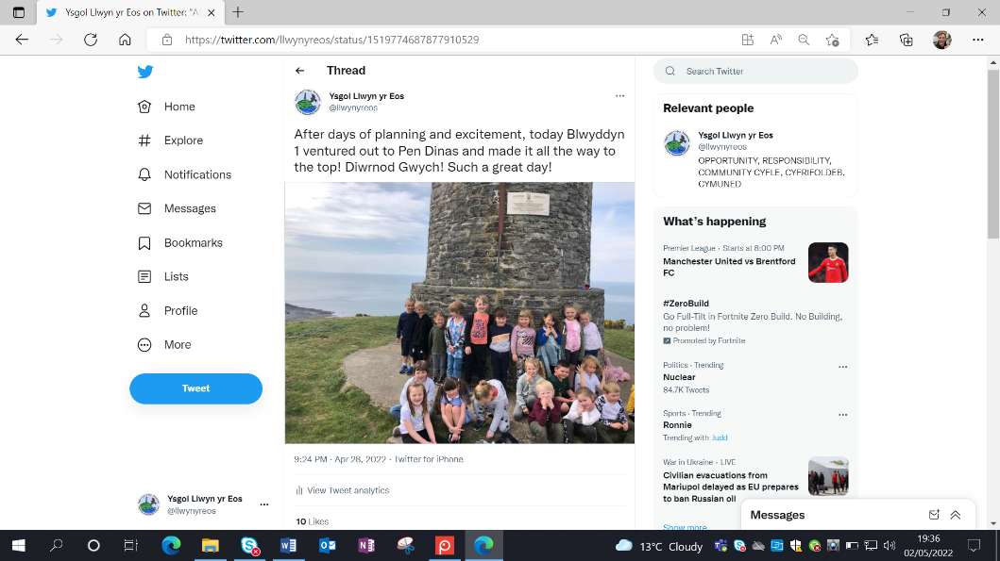 Ysgol Llwyn yr Eos on Twitter: "Af
https://twitter.com/llwynyreos/status/1519774687877910529
Home
Explore
Notifications
Messages
Bookmarks
Lists
Profile
More
Tweet
Ysgol Llwyn yr Eos
@llwynyreos
Thread
Ysgol Llwyn yr Eos
@llwynyreos
After days of planning and excitement, today Blwyddyn
1 ventured out to Pen Dinas and made it all the way to
the top! Diwrnod Gwych! Such a great day!
9:24 PM · Apr 28, 2022 · Twitter for iPhone
View Tweet analytics
10 Likes
Search Twitter
Relevant people
Ysgol Llwyn yr Eos
@llwynyreos
OPPORTUNITY, RESPONSIBILITY,
COMMUNITY CYFLE, CYFRIFOLDEB,
CYMUNED
What's happening
Premier League · Starts at 8:00 PM
Manchester United vs Brentford
FC
#ZeroBuild
Go Full-Tilt in Fortnite Zero Build. No Building,
no problem!
Promoted by Fortnite
Politics · Trending
Nuclear
84.7K Tweets
Sports · Trending
Ronnie
Trending with Judd
War in Ukraine · LIVE
Civilian evacuations from
Mariupol delayed as EU prepares
to ban Russian oil
Show more
Messages
13°C Cloudy
19:36
02/05/2022